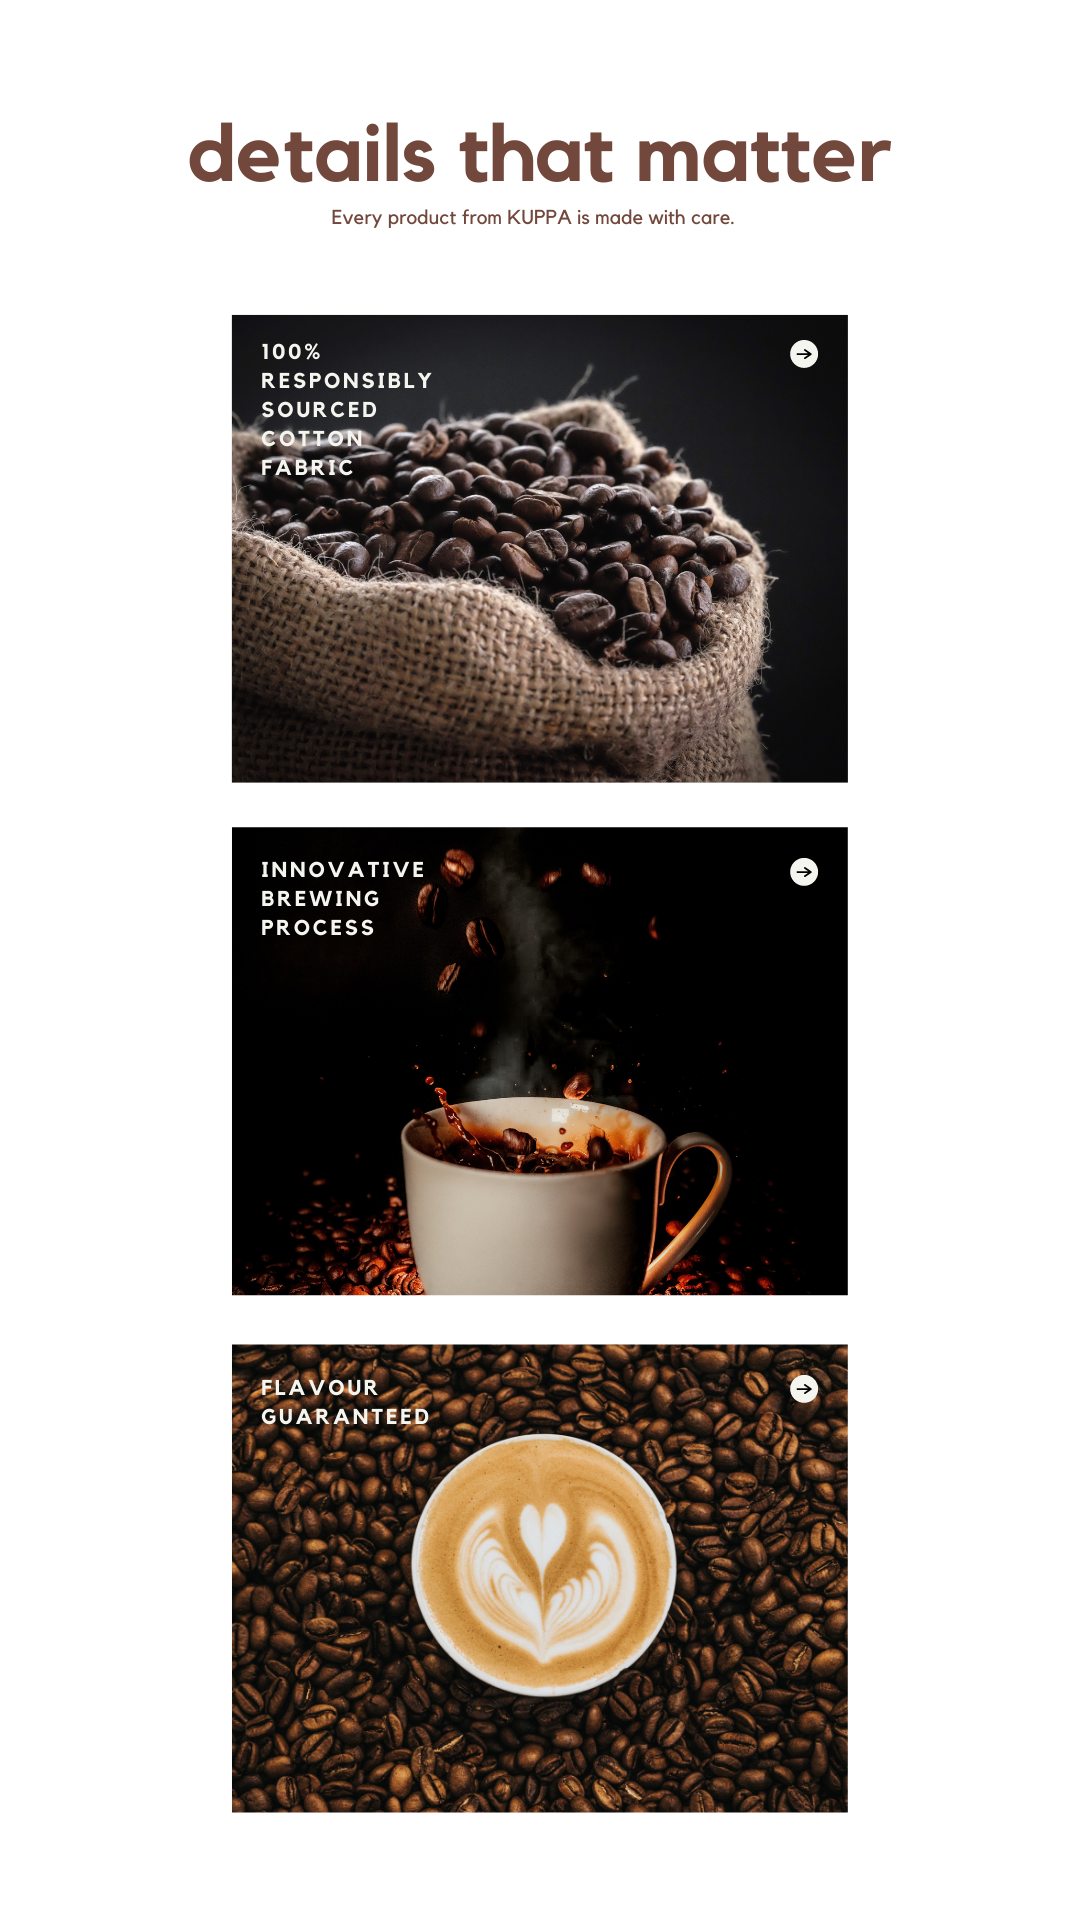 details that matter
Every product from KUPPA is made with care.
100%
RESPONSIBLY
SOURCED
COTTON
FABRIC
INNOVATIVE
BREWING
PROCESS
FLAVOUR
GUARANTEED